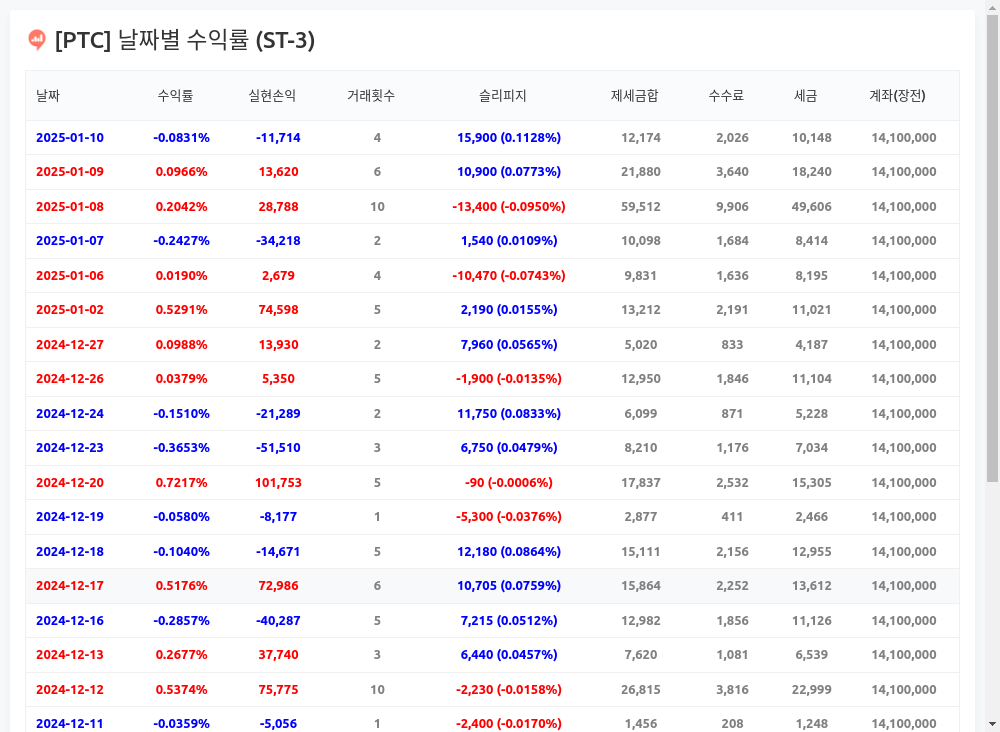 [PTC] 날짜별 수익률 (ST-3)
날짜 수익률 실현손익 거래횟수 슬리피지 제세금합 수수료 세금 계좌(장전)
2025-01-10 -0.0831% -11,714 4 15,900 (0.1128%) 12,174 2,026 10,148 14,100,000
2025-01-09 0.0966% 13,620 6 10,900 (0.0773%) 21,880 3,640 18,240 14,100,000
2025-01-08 0.2042% 28,788 10 -13,400 (-0.0950%) 59,512 9,906 49,606 14,100,000
2025-01-07 -0.2427% -34,218 2 1,540 (0.0109%) 10,098 1,684 8,414 14,100,000
2025-01-06 0.0190% 2,679 4 -10,470 (-0.0743%) 9,831 1,636 8,195 14,100,000
2025-01-02 0.5291% 74,598 5 2,190 (0.0155%) 13,212 2,191 11,021 14,100,000
2024-12-27 0.0988% 13,930 2 7,960 (0.0565%) 5,020 833 4,187 14,100,000
2024-12-26 0.0379% 5,350 5 -1,900 (-0.0135%) 12,950 1,846 11,104 14,100,000
2024-12-24 -0.1510% -21,289 2 11,750 (0.0833%) 6,099 871 5,228 14,100,000
2024-12-23 -0.3653% -51,510 3 6,750 (0.0479%) 8,210 1,176 7,034 14,100,000
2024-12-20 0.7217% 101,753 5 -90 (-0.0006%) 17,837 2,532 15,305 14,100,000
2024-12-19 -0.0580% -8,177 1 -5,300 (-0.0376%) 2,877 411 2,466 14,100,000
2024-12-18 -0.1040% -14,671 5 12,180 (0.0864%) 15,111 2,156 12,955 14,100,000
2024-12-17 0.5176% 72,986 6 10,705 (0.0759%) 15,864 2,252 13,612 14,100,000
2024-12-16 -0.2857% -40,287 5 7,215 (0.0512%) 12,982 1,856 11,126 14,100,000
2024-12-13 0.2677% 37,740 3 6,440 (0.0457%) 7,620 1,081 6,539 14,100,000
2024-12-12 0.5374% 75,775 10 -2,230 (-0.0158%) 26,815 3,816 22,999 14,100,000
2024-12-11 -0.0359% -5,056 1 -2,400 (-0.0170%) 1,456 208 1,248 14,100,000